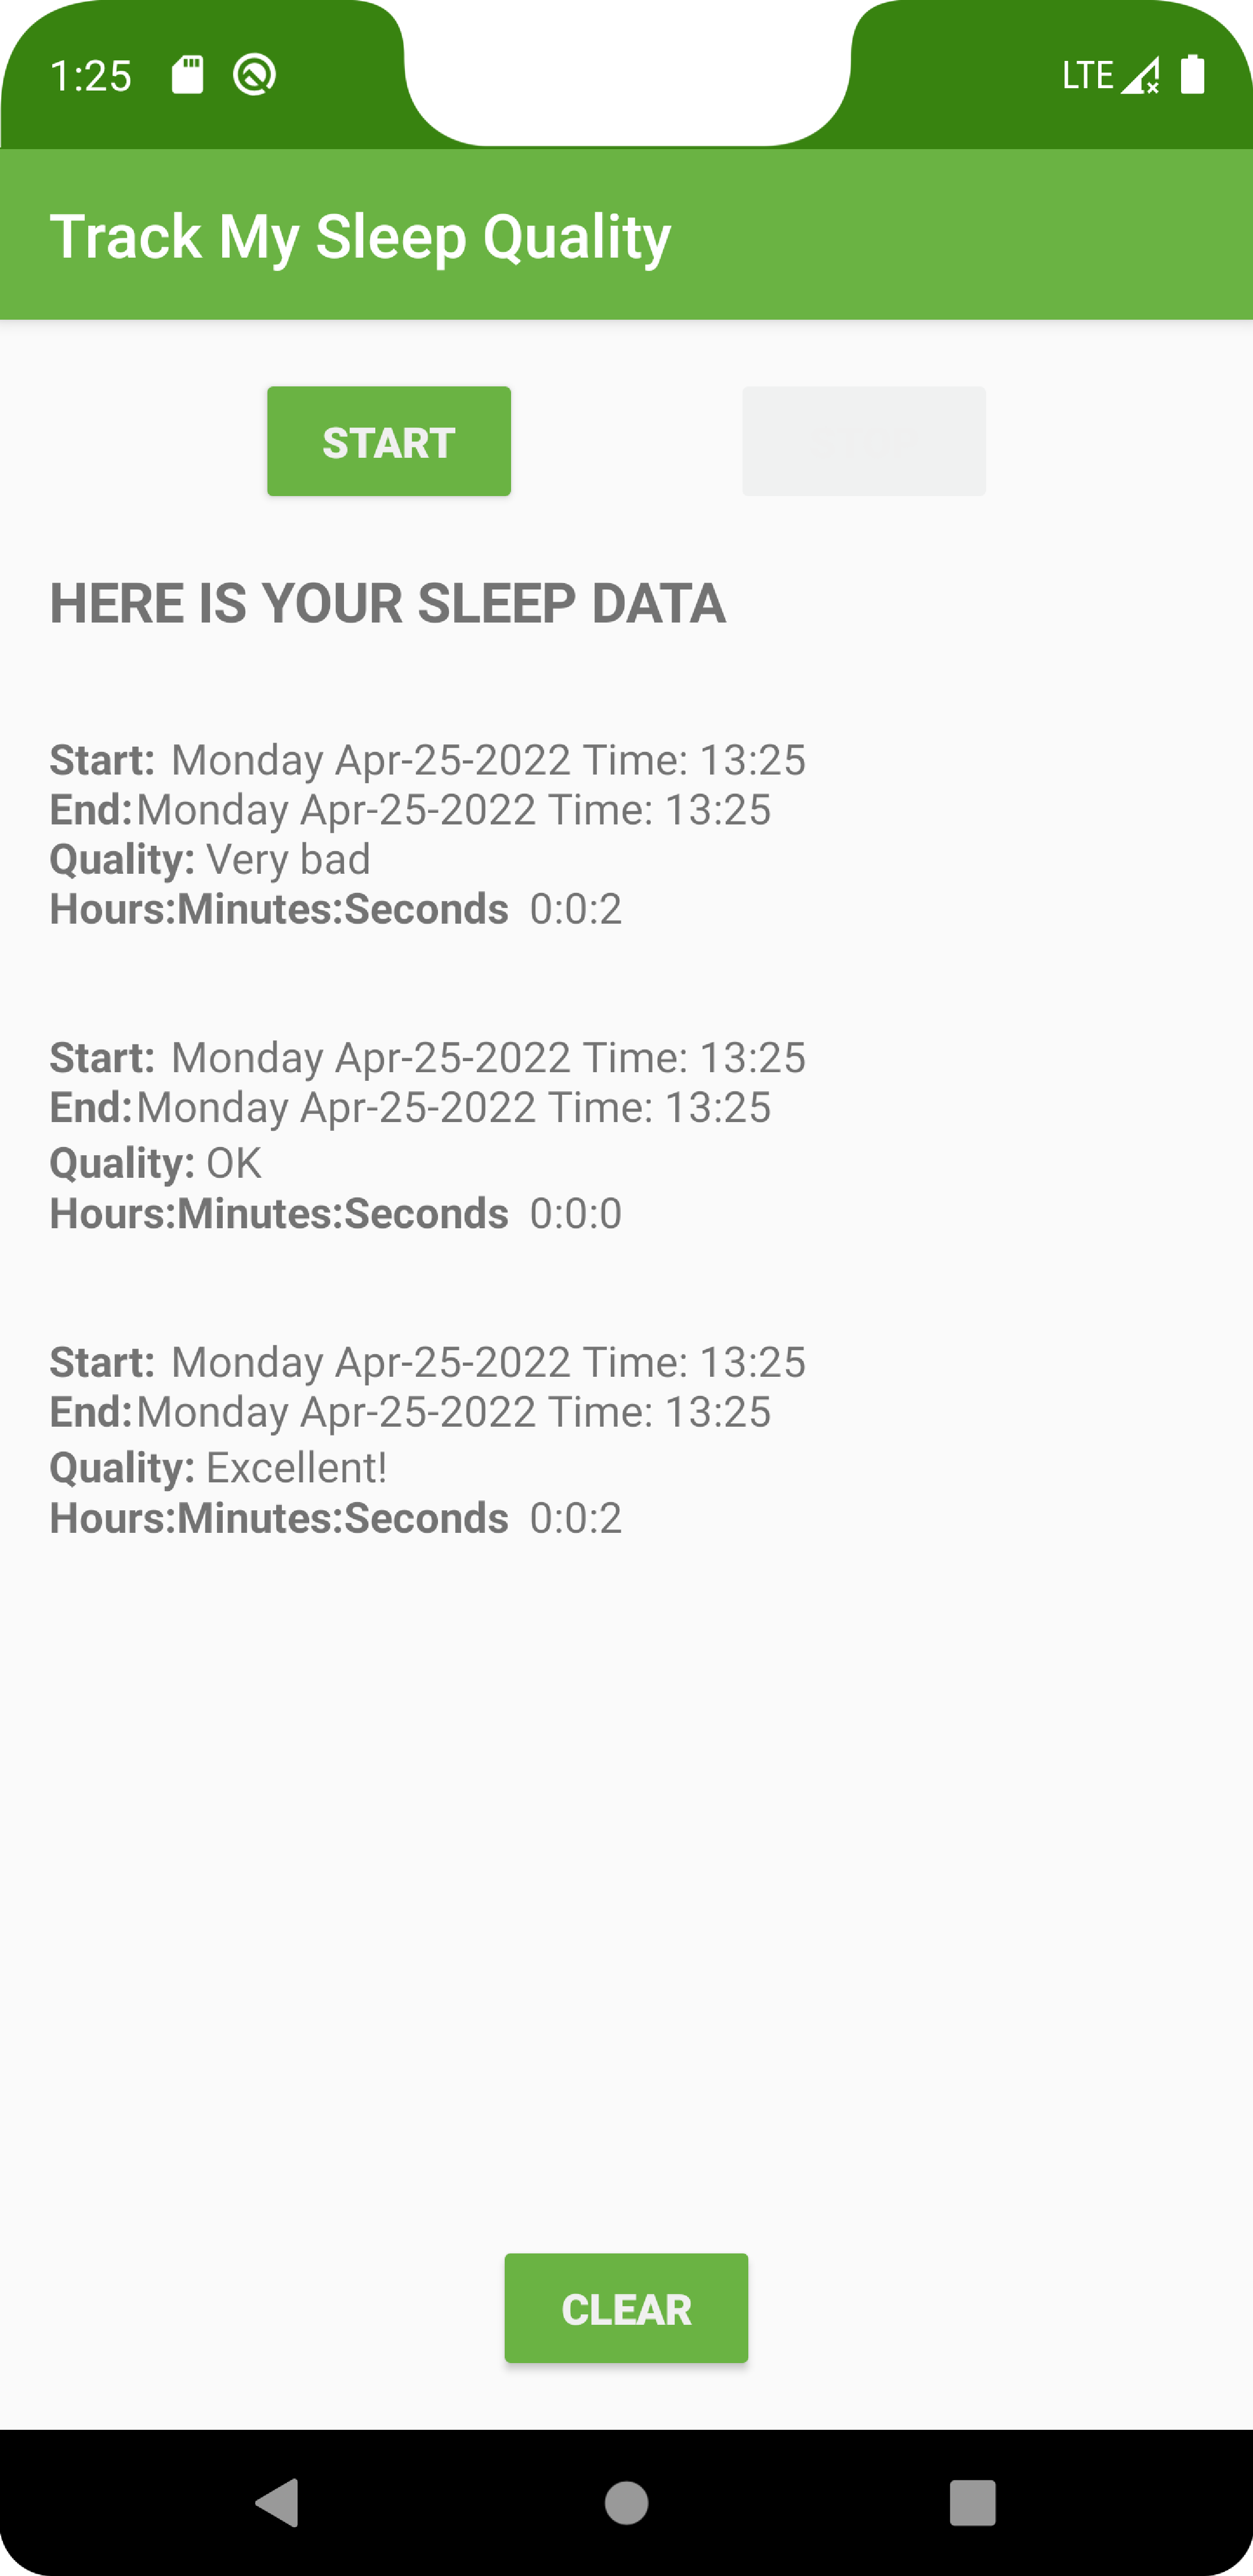 1:25 LTE
Track My Sleep Quality
START STOP
HERE IS YOUR SLEEP DATA
Start: Monday Apr-25-2022 Time: 13:25
End:Monday Apr-25-2022 Time: 13:25
Quality: Very bad
Hours:Minutes:Seconds 0:0:2
Start: Monday Apr-25-2022 Time: 13:25
End:Monday Apr-25-2022 Time: 13:25
Quality: OK
Hours:Minutes:Seconds 0:0:0
Start: Monday Apr-25-2022 Time: 13:25
End:Monday Apr-25-2022 Time: 13:25
Quality: Excellent!
Hours:Minutes:Seconds 0:0:2
CLEAR